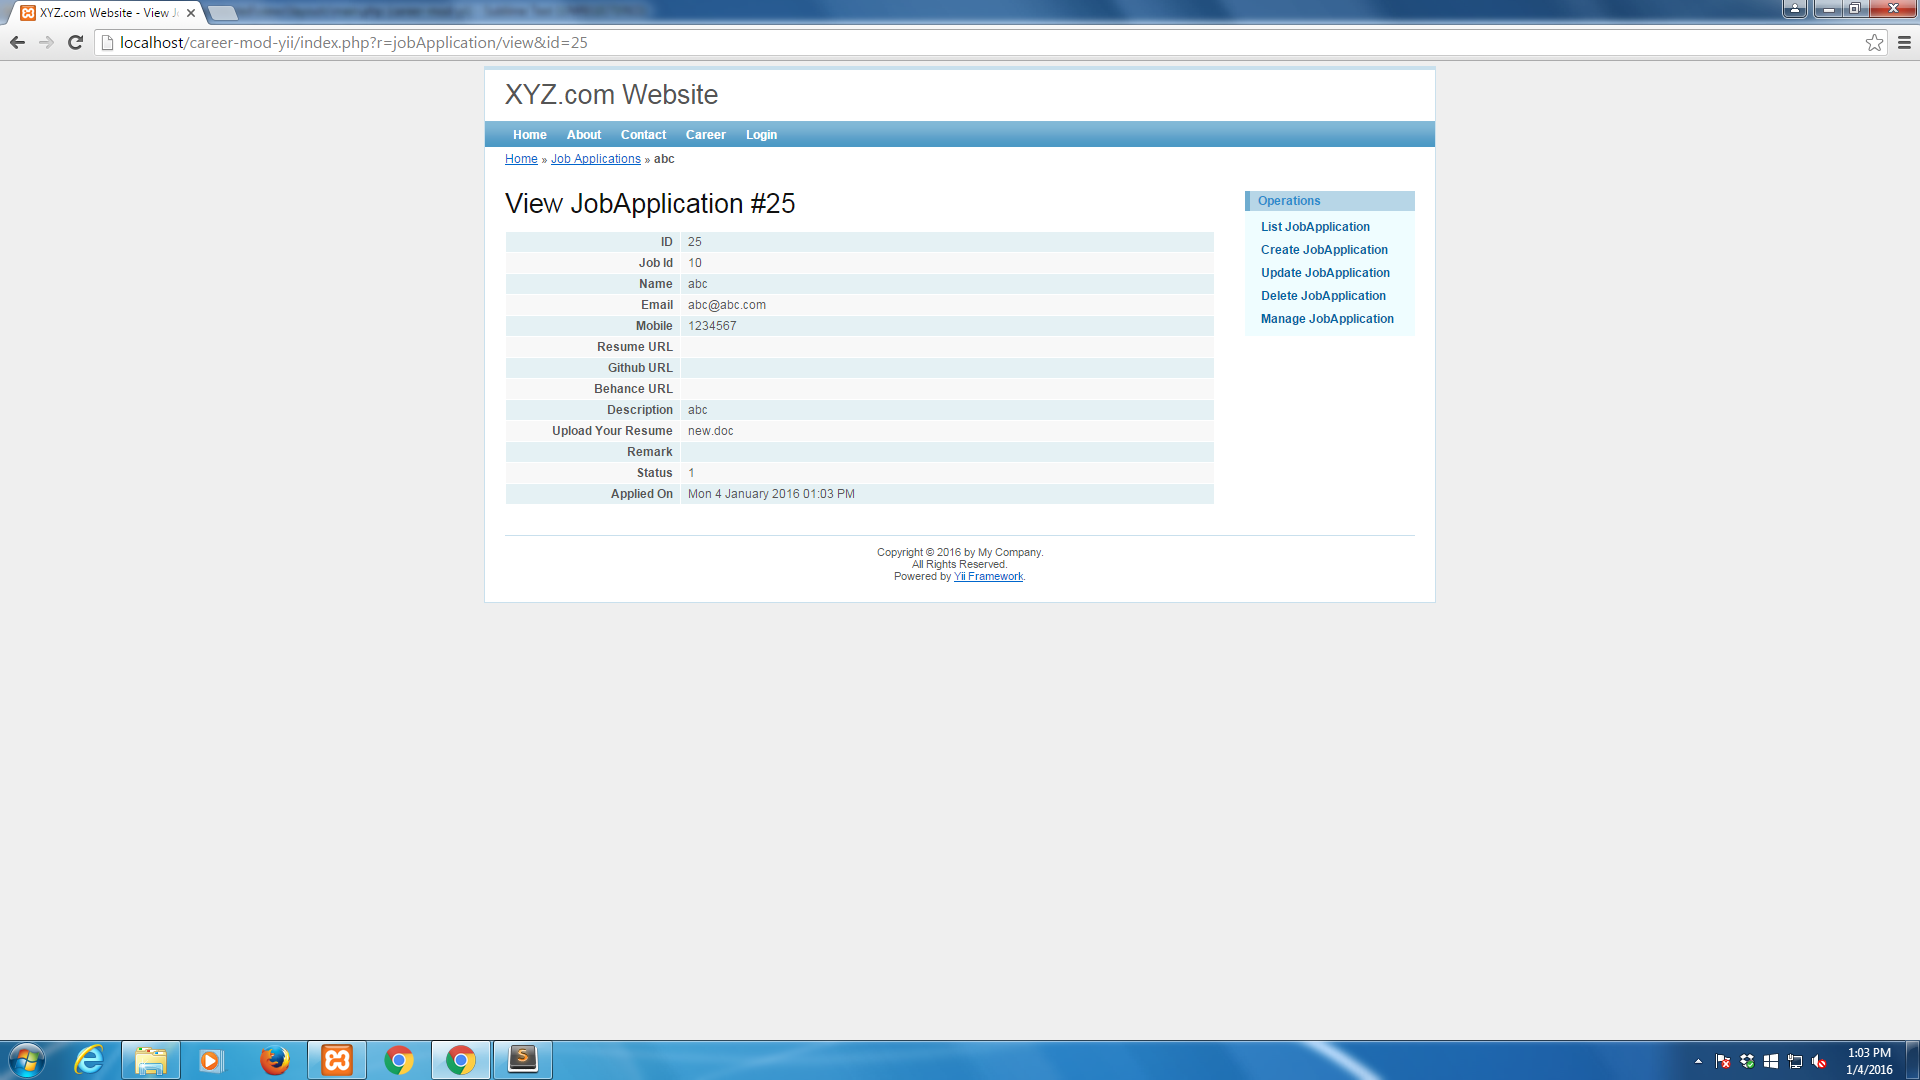 XYZ.com Website - View J
localhost/career-mod-yii/index.php?r=jobApplication/view&id=25
XYZ.com Website
Home About Contact Career Login
Home » Job Applications » abc
View JobApplication #25
ID 25
Job Id 10
Name abc
Email abc@abc.com
Mobile 1234567
Resume URL
Github URL
Behance URL
Description abc
Upload Your Resume new.doc
Remark
Status 1
Applied On Mon 4 January 2016 01:03 PM
Operations
List JobApplication
Create JobApplication
Update JobApplication
Delete JobApplication
Manage JobApplication
Copyright © 2016 by My Company.
All Rights Reserved.
Powered by Yii Framework.
1:03 PM
1/4/2016